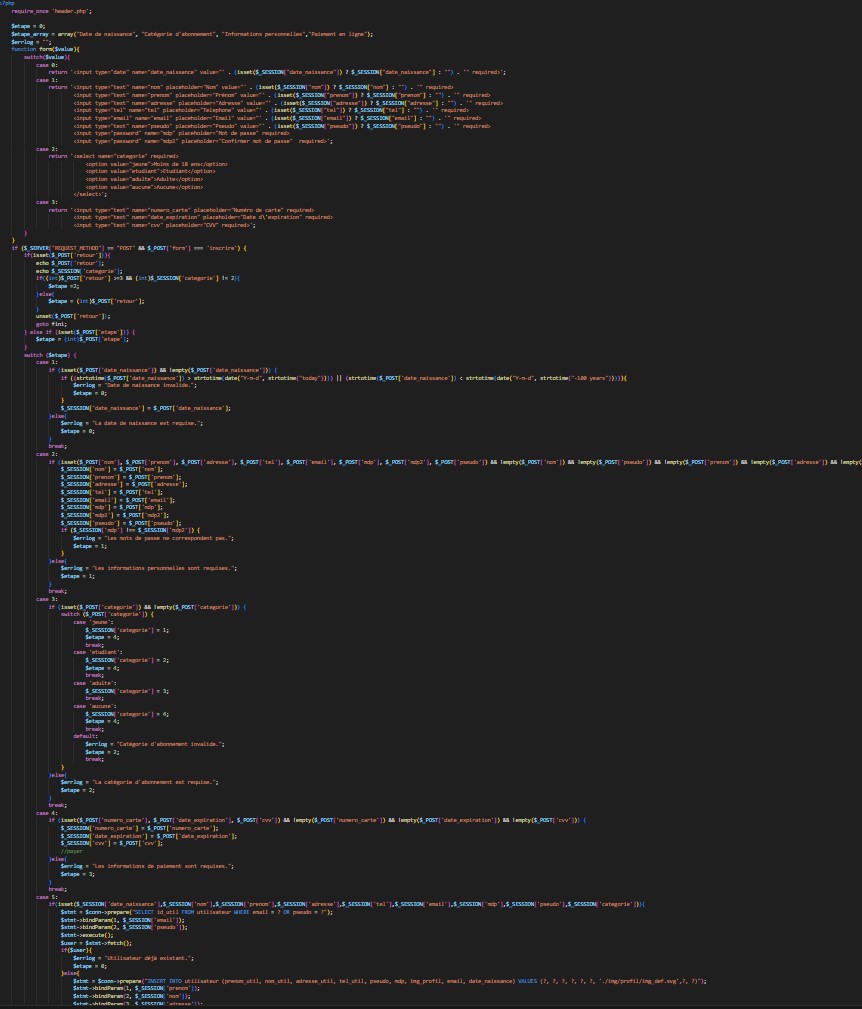 <?php
require_once 'header.php';
$etape = 0;
$etape_array = array("Date de naissance", "Catégorie d'abonnement", "Informations personnelles","Paiement en ligne");
$errlog = "";
function form($value){
switch($value){
case 0:
return '<input type="date" name="date_naissance" value="' . (isset($_SESSION["date_naissance"]) ? $_SESSION["date_naissance"] : "") . '" required>';
case 1:
return '<input type="text" name="nom" placeholder="Nom" value="' . (isset($_SESSION["nom"]) ? $_SESSION["nom"] : "") . '" required>
<input type="text" name="prenom" placeholder="Prénom" value="' . (isset($_SESSION["prenom"]) ? $_SESSION["prenom"] : "") . '" required>
<input type="text" name="adresse" placeholder="Adresse" value="' . (isset($_SESSION["adresse"]) ? $_SESSION["adresse"] : "") . '" required>
<input type="tel" name="tel" placeholder="Telephone" value="' . (isset($_SESSION["tel"]) ? $_SESSION["tel"] : "") . '" required>
<input type="email" name="email" placeholder="Email" value="' . (isset($_SESSION["email"]) ? $_SESSION["email"] : "") . '" required>
<input type="text" name="pseudo" placeholder="Pseudo" value="' . (isset($_SESSION["pseudo"]) ? $_SESSION["pseudo"] : "") . '" required>
<input type="password" name="mdp" placeholder="Mot de passe" required>
<input type="password" name="mdp2" placeholder="Confirmer mot de passe" required>';
case 2:
return '<select name="categorie" required>
<option value="jeune">Moins de 18 ans</option>
<option value="etudiant">Etudiant</option>
<option value="adulte">Adulte</option>
<option value="aucune">Aucune</option>
</select>';
case 3:
return '<input type="text" name="numero_carte" placeholder="Numéro de carte" required>
<input type="text" name="date_expiration" placeholder="Date d\'expiration" required>
<input type="text" name="cvv" placeholder="CVV" required>';
}
}
if ($_SERVER["REQUEST_METHOD"] == "POST" && $_POST['form'] === 'inscrire') {
if(isset($_POST['retour'])){
echo $_POST['retour'];
echo $_SESSION['categorie'];
if((int)$_POST['retour'] >=3 && (int)$_SESSION['categorie'] != 2){
$etape =2;
}else{
$etape = (int)$_POST['retour'];
}
unset($_POST['retour']);
goto fini;
} else if (isset($_POST['etape'])) {
$etape = (int)$_POST['etape'];
}
switch ($etape) {
case 1:
if (isset($_POST['date_naissance']) && !empty($_POST['date_naissance'])) {
if ((strtotime($_POST['date_naissance']) > strtotime(date("Y-m-d", strtotime("today")))) || (strtotime($_POST['date_naissance']) < strtotime(date("Y-m-d", strtotime("-100 years"))))){
$errlog = "Date de naissance invalide.";
$etape = 0;
}
$_SESSION['date_naissance'] = $_POST['date_naissance'];
}else{
$errlog = "La date de naissance est requise.";
$etape = 0;
}
break;
case 2:
if (isset($_POST['nom'], $_POST['prenom'], $_POST['adresse'], $_POST['tel'], $_POST['email'], $_POST['mdp'], $_POST['mdp2'], $_POST['pseudo']) && !empty($_POST['nom']) && !empty($_POST['pseudo']) && !empty($_POST['prenom']) && !empty($_POST['adresse']) && !empty(
$_SESSION['nom'] = $_POST['nom'];
$_SESSION['prenom'] = $_POST['prenom'];
$_SESSION['adresse'] = $_POST['adresse'];
$_SESSION['tel'] = $_POST['tel'];
$_SESSION['email'] = $_POST['email'];
$_SESSION['mdp'] = $_POST['mdp'];
$_SESSION['mdp2'] = $_POST['mdp2'];
$_SESSION['pseudo'] = $_POST['pseudo'];
if ($_SESSION['mdp'] !== $_SESSION['mdp2']) {
$errlog = "Les mots de passe ne correspondent pas.";
$etape = 1;
}
}else{
$errlog = "Les informations personnelles sont requises.";
$etape = 1;
}
break;
case 3:
if (isset($_POST['categorie']) && !empty($_POST['categorie'])) {
switch ($_POST['categorie']) {
case 'jeune':
$_SESSION['categorie'] = 1;
$etape = 4;
break;
case 'etudiant':
$_SESSION['categorie'] = 2;
$etape = 4;
break;
case 'adulte':
$_SESSION['categorie'] = 3;
break;
case 'aucune':
$_SESSION['categorie'] = 4;
$etape = 4;
break;
default:
$errlog = "Catégorie d'abonnement invalide.";
$etape = 2;
break;
}
}else{
$errlog = "La catégorie d'abonnement est requise.";
$etape = 2;
}
break;
case 4:
if (isset($_POST['numero_carte'], $_POST['date_expiration'], $_POST['cvv']) && !empty($_POST['numero_carte']) && !empty($_POST['date_expiration']) && !empty($_POST['cvv'])) {
$_SESSION['numero_carte'] = $_POST['numero_carte'];
$_SESSION['date_expiration'] = $_POST['date_expiration'];
$_SESSION['cvv'] = $_POST['cvv'];
//payer
}else{
$errlog = "Les informations de paiement sont requises.";
$etape = 3;
}
break;
case 5:
if(isset($_SESSION['date_naissance'],$_SESSION['nom'],$_SESSION['prenom'],$_SESSION['adresse'],$_SESSION['tel'],$_SESSION['email'],$_SESSION['mdp'],$_SESSION['pseudo'],$_SESSION['categorie'])){
$stmt = $conn->prepare("SELECT id_util FROM utilisateur WHERE email = ? OR pseudo = ?");
$stmt->bindParam(1, $_SESSION['email']);
$stmt->bindParam(2, $_SESSION['pseudo']);
$stmt->execute();
$user = $stmt->fetch();
if($user){
$errlog = "Utilisateur déjà existant.";
$etape = 0;
}else{
$stmt = $conn->prepare("INSERT INTO utilisateur (prenom_util, nom_util, adresse_util, tel_util, pseudo, mdp, img_profil, email, date_naissance) VALUES (?, ?, ?, ?, ?, ?, './img/profil/img_def.svg',?, ?)");
$stmt->bindParam(1, $_SESSION['prenom']);
$stmt->bindParam(2, $_SESSION['nom']);
$stmt->bindParam(3, $_SESSION['adresse']);